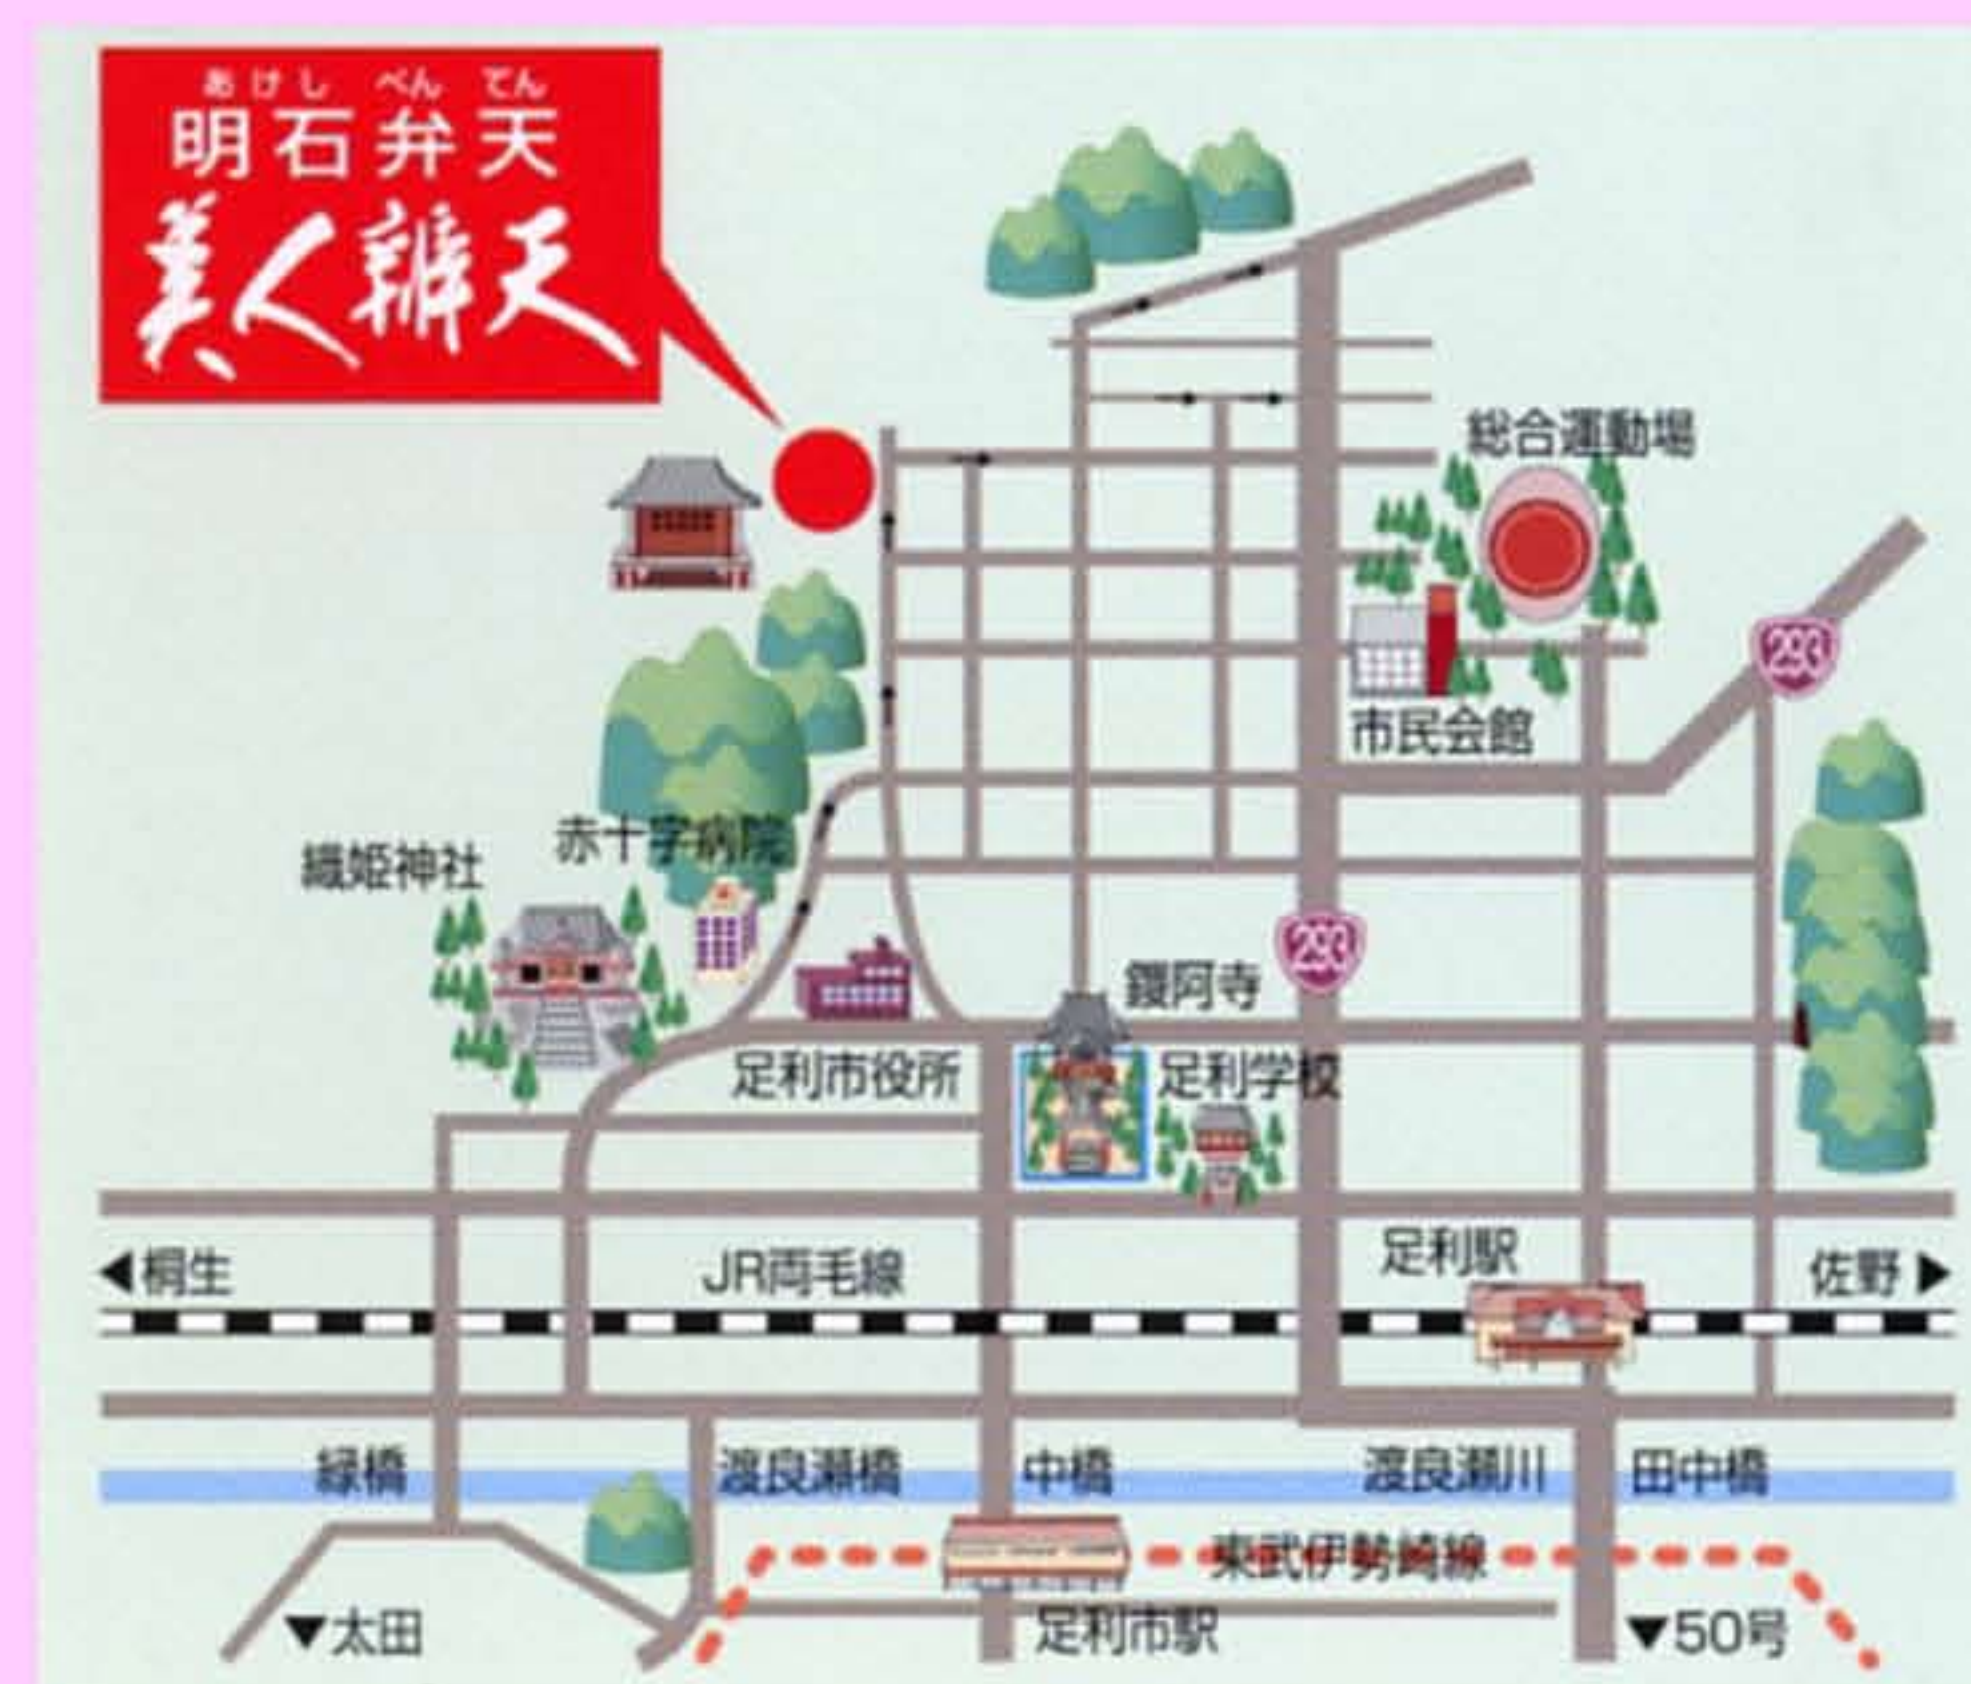 あけし べん てん
明石弁天
美人辨天
総合運動場
293
市民会館
赤十字病院
織姫神社
293
鑁阿寺
足利市役所
足利学校
◀桐生
JR両毛線
足利駅
佐野▶
緑橋
渡良瀬橋
中橋
渡良瀬川
田中橋
東武伊勢崎線
▼太田
足利市駅
▼50号